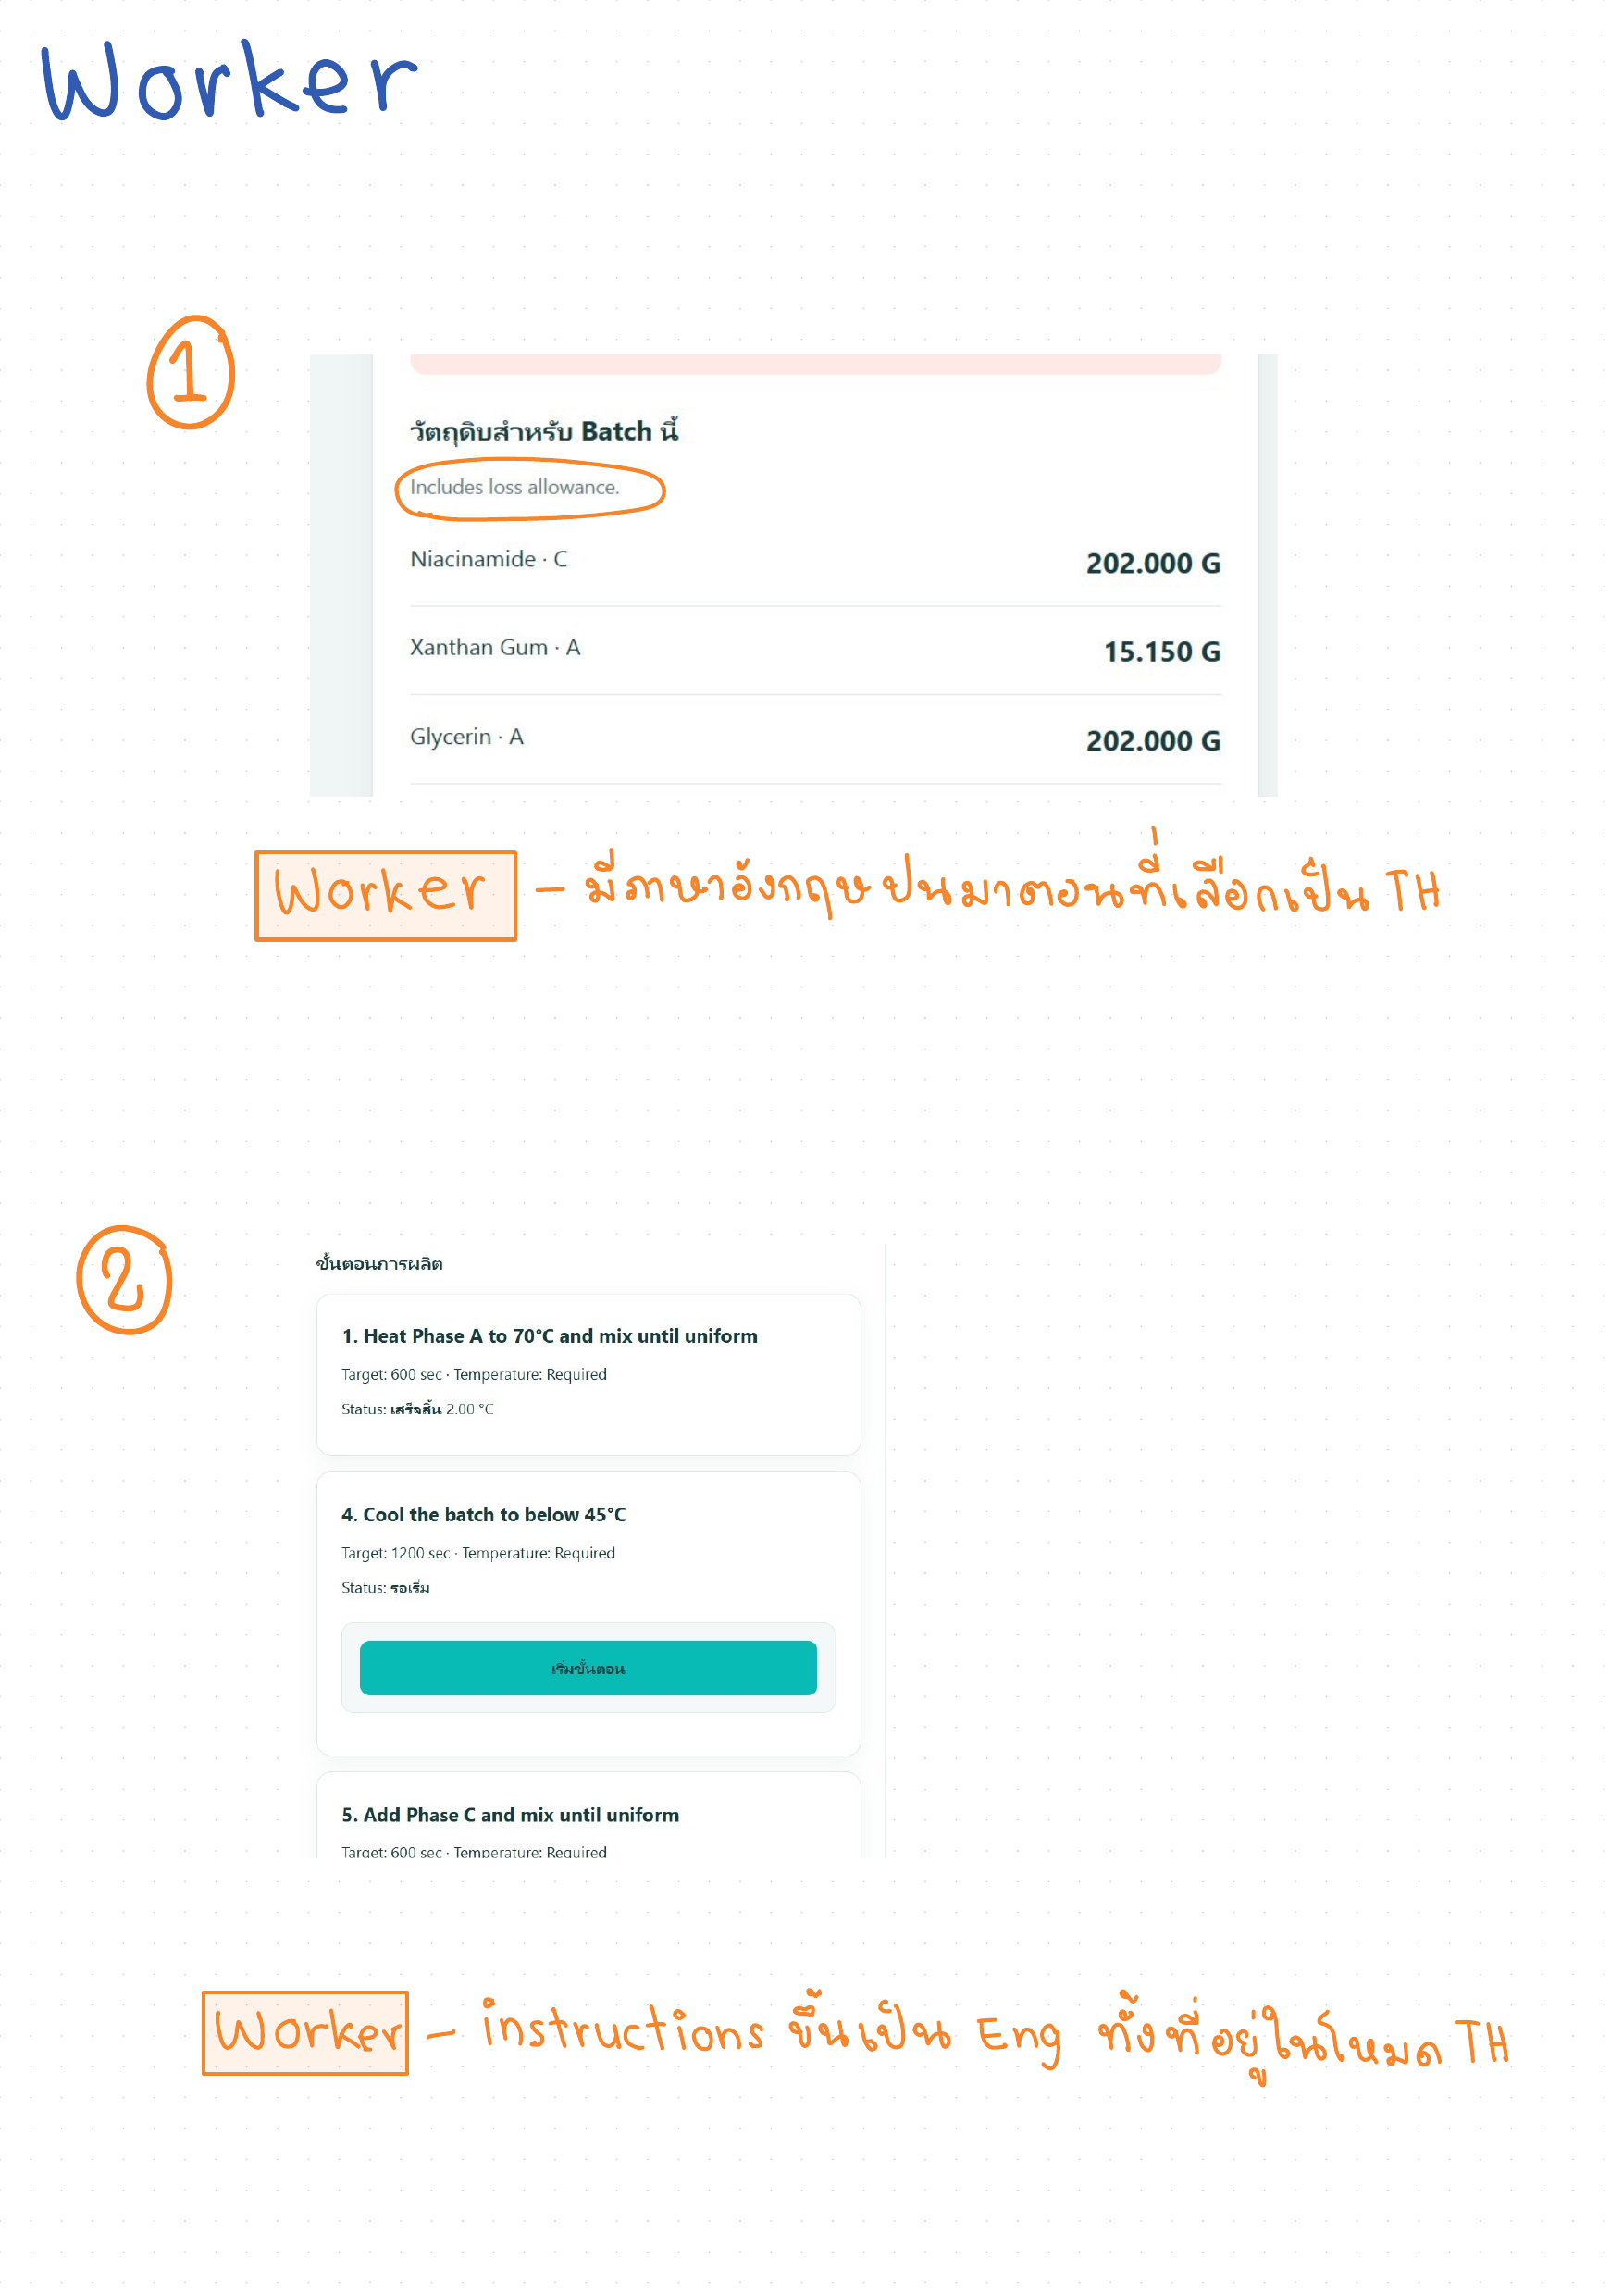 Worker
1
วัตถุดิบสำหรับ Batch นี้
Includes loss allowance.
Niacinamide · C
202.000 G
Xanthan Gum · A
15.150 G
Glycerin · A
202.000 G
Worker - มีภาษาอังกฤษปนมาตอนที่เลือกเป็น TH
2
ขั้นตอนการผลิต
1. Heat Phase A to 70°C and mix until uniform
Target: 600 sec · Temperature: Required
Status: เสร็จสิ้น 2.00 °C
4. Cool the batch to below 45°C
Target: 1200 sec · Temperature: Required
Status: รอเริ่ม
เริ่มขั้นตอน
5. Add Phase C and mix until uniform
Target: 600 sec · Temperature: Required
Worker - instructions ขึ้นเป็น Eng ทั้งที่อยู่ในโหมด TH